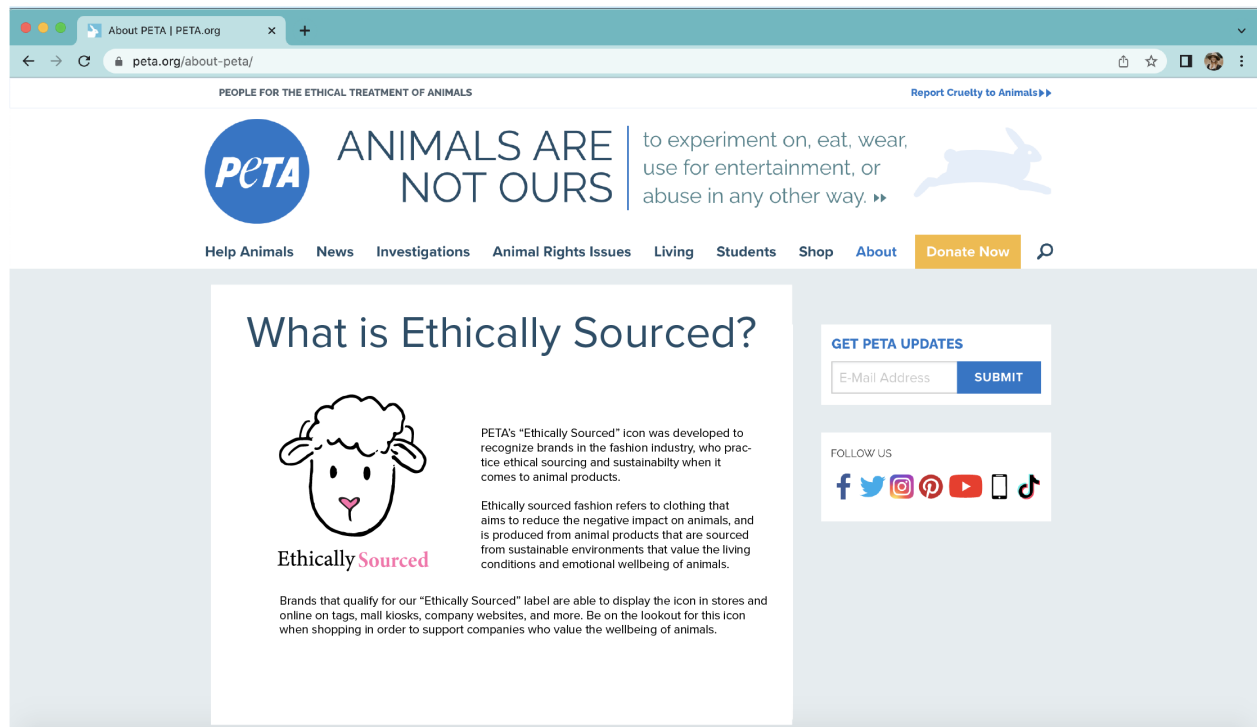 About PETA | PETA.org
peta.org/about-peta/
PEOPLE FOR THE ETHICAL TREATMENT OF ANIMALS
Report Cruelty to Animals
PeTA
ANIMALS ARE
NOT OURS
to experiment on, eat, wear,
use for entertainment, or
abuse in any other way.
Help Animals News Investigations Animal Rights Issues Living Students Shop About Donate Now
What is Ethically Sourced?
Ethically Sourced
PETA's “Ethically Sourced” icon was developed to
recognize brands in the fashion industry, who prac-
tice ethical sourcing and sustainabilty when it
comes to animal products.
Ethically sourced fashion refers to clothing that
aims to reduce the negative impact on animals, and
is produced from animal products that are sourced
from sustainable environments that value the living
conditions and emotional wellbeing of animals.
Brands that qualify for our “Ethically Sourced” label are able to display the icon in stores and
online on tags, mall kiosks, company websites, and more. Be on the lookout for this icon
when shopping in order to support companies who value the wellbeing of animals.
GET PETA UPDATES
E-Mail Address SUBMIT
FOLLOW US